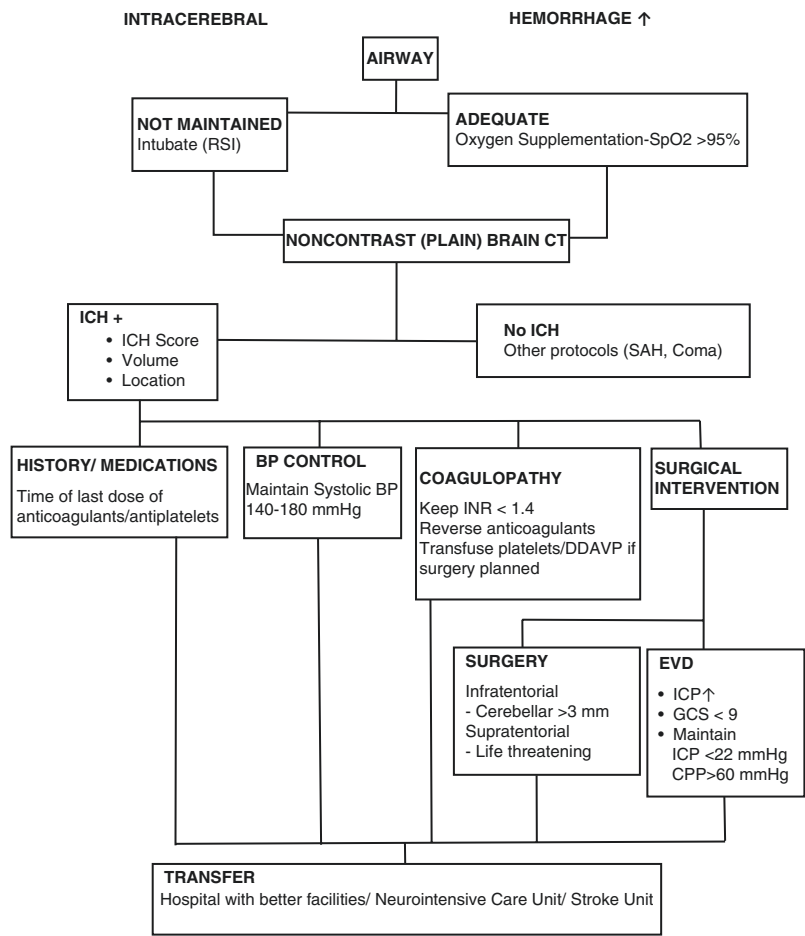 INTRACEREBRAL HEMORRHAGE ↑
AIRWAY
NOT MAINTAINED
Intubate (RSI)
ADEQUATE
Oxygen Supplementation-SpO2 >95%
NONCONTRAST (PLAIN) BRAIN CT
ICH +
• ICH Score
• Volume
• Location
No ICH
Other protocols (SAH, Coma)
HISTORY/ MEDICATIONS
Time of last dose of
anticoagulants/antiplatelets
BP CONTROL
Maintain Systolic BP
140-180 mmHg
COAGULOPATHY
Keep INR < 1.4
Reverse anticoagulants
Transfuse platelets/DDAVP if
surgery planned
SURGICAL
INTERVENTION
SURGERY
Infratentorial
- Cerebellar >3 mm
Supratentorial
- Life threatening
EVD
• ICP↑
• GCS < 9
• Maintain
ICP <22 mmHg
CPP>60 mmHg
TRANSFER
Hospital with better facilities/ Neurointensive Care Unit/ Stroke Unit